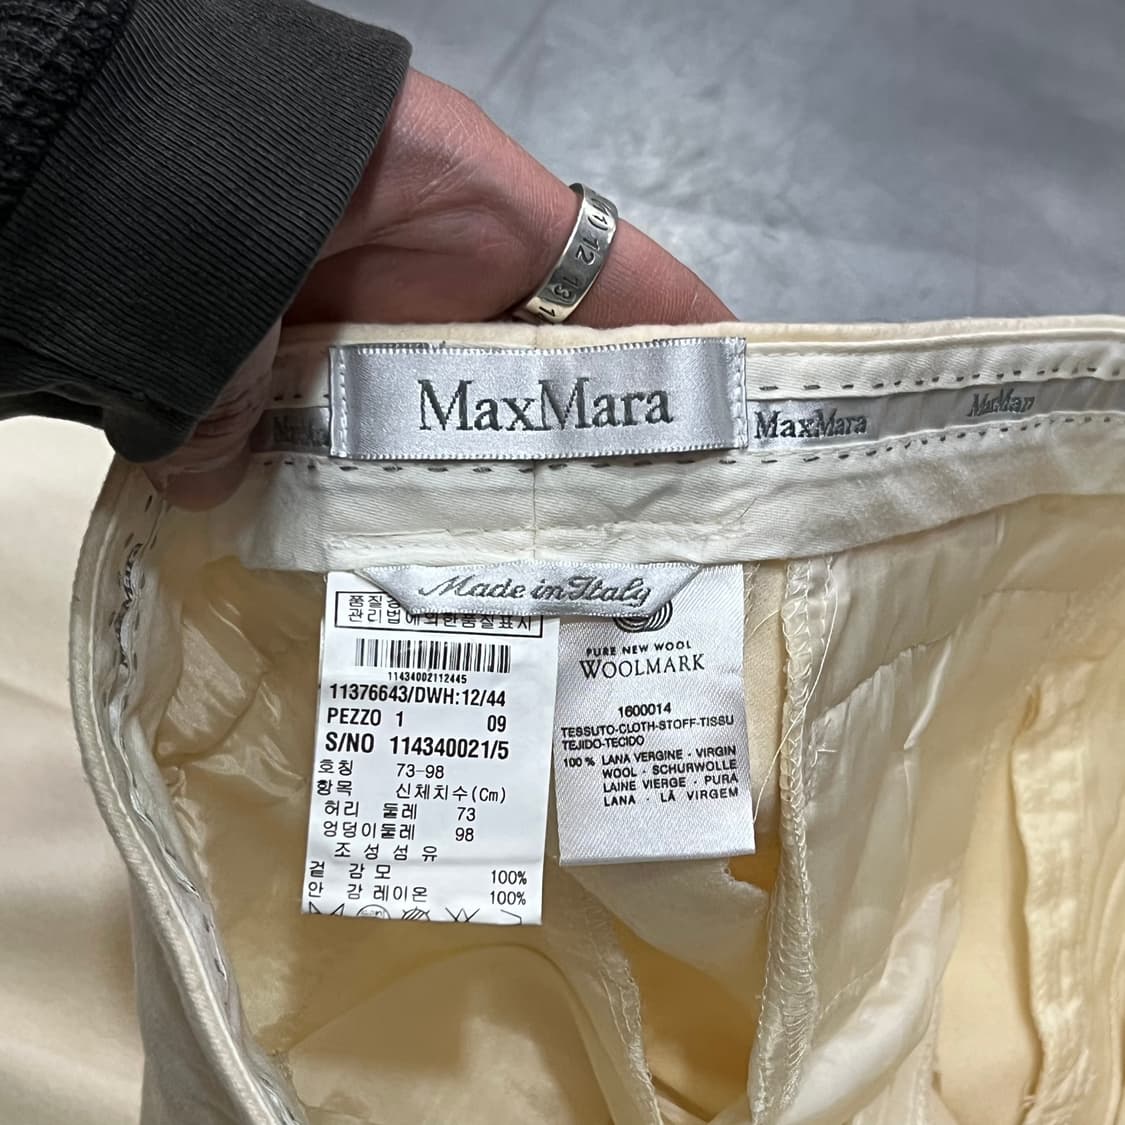 12 13
MaxMara
MaxMara
MaxMara
Made in Italy
품질경
관리법에의한품질표시
11434002112445
11376643/DWH:12/44
PEZZO 1 09
S/NO 114340021/5
호칭 73-98
항목 신체치수(Cm)
허리 둘레 73
엉덩이둘레 98
조성섬유
겉 감 모 100%
안 감 레이온 100%
PURE NEW WOOL
WOOLMARK
1600014
TESSUTO-CLOTH-STOFF-TISSU
TEJIDO-TECIDO
100 % LANA VERGINE - VIRGIN
WOOL - SCHURWOLLE
LAINE VIERGE - PURA
LANA - LÃ VIRGEM